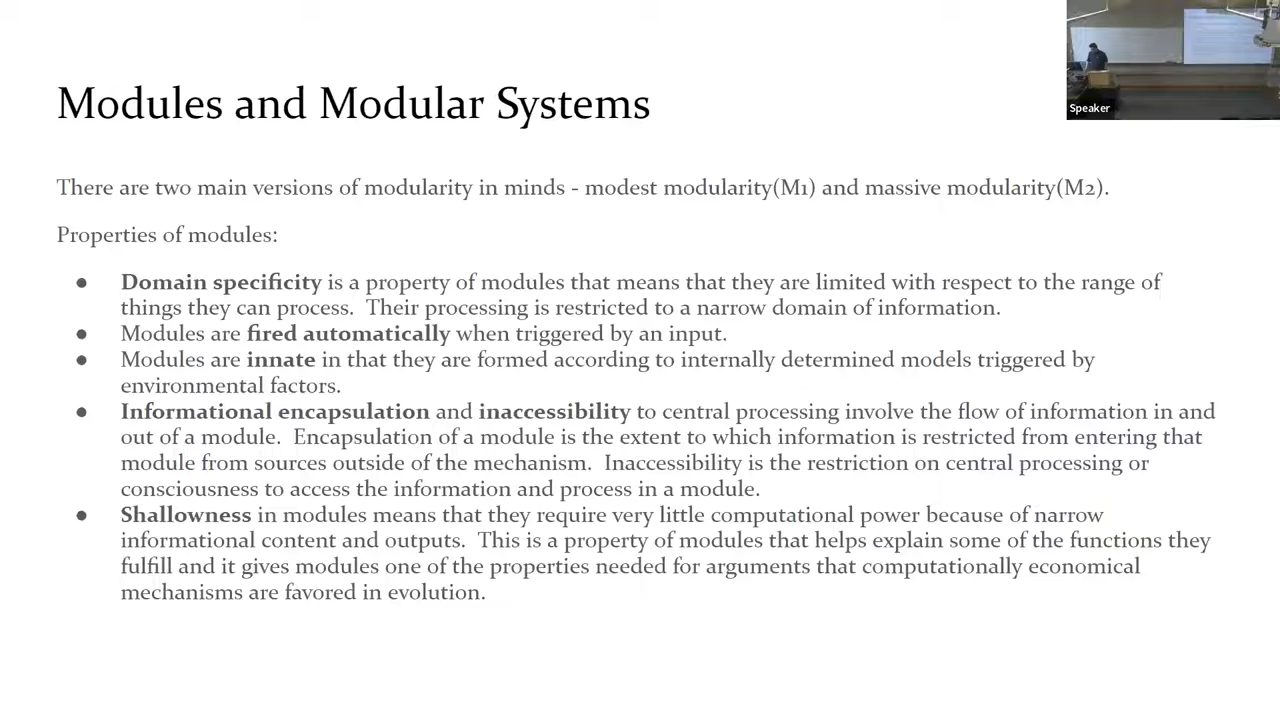 Speaker
Modules and Modular Systems
There are two main versions of modularity in minds - modest modularity(M1) and massive modularity(M2).
Properties of modules:
● Domain specificity is a property of modules that means that they are limited with respect to the range of
things they can process.  Their processing is restricted to a narrow domain of information.
● Modules are fired automatically when triggered by an input.
● Modules are innate in that they are formed according to internally determined models triggered by
environmental factors.
● Informational encapsulation and inaccessibility to central processing involve the flow of information in and
out of a module.  Encapsulation of a module is the extent to which information is restricted from entering that
module from sources outside of the mechanism.  Inaccessibility is the restriction on central processing or
consciousness to access the information and process in a module.
● Shallowness in modules means that they require very little computational power because of narrow
informational content and outputs.  This is a property of modules that helps explain some of the functions they
fulfill and it gives modules one of the properties needed for arguments that computationally economical
mechanisms are favored in evolution.